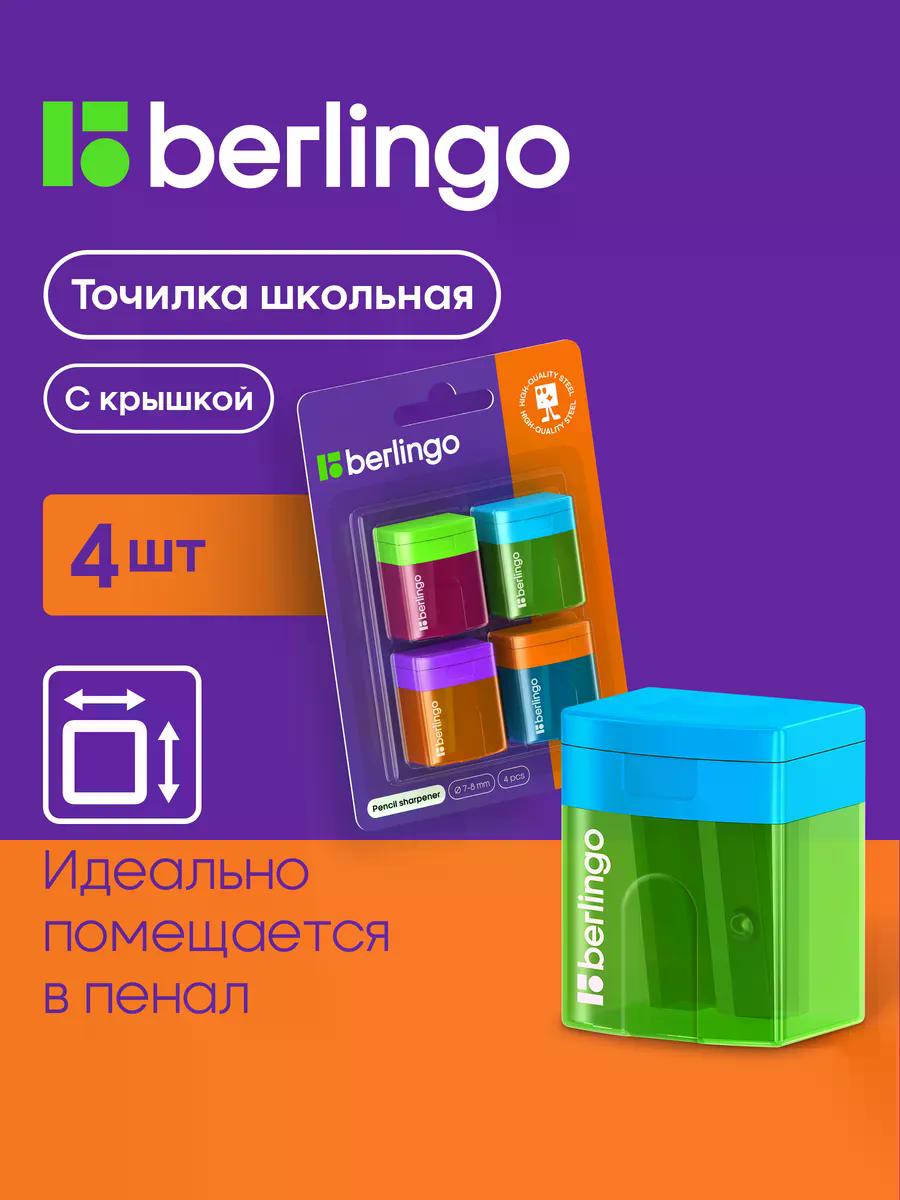 berlingo
Точилка школьная
С крышкой
HIGH-QUALITY STEEL
HIGH-QUALITY STEEL
berlingo
4 шт
berlingo
berlingo
berlingo
berlingo
Pencil sharpener
Ø 7-8 mm
4 pcs
berlingo
Идеально
помещается
в пенал